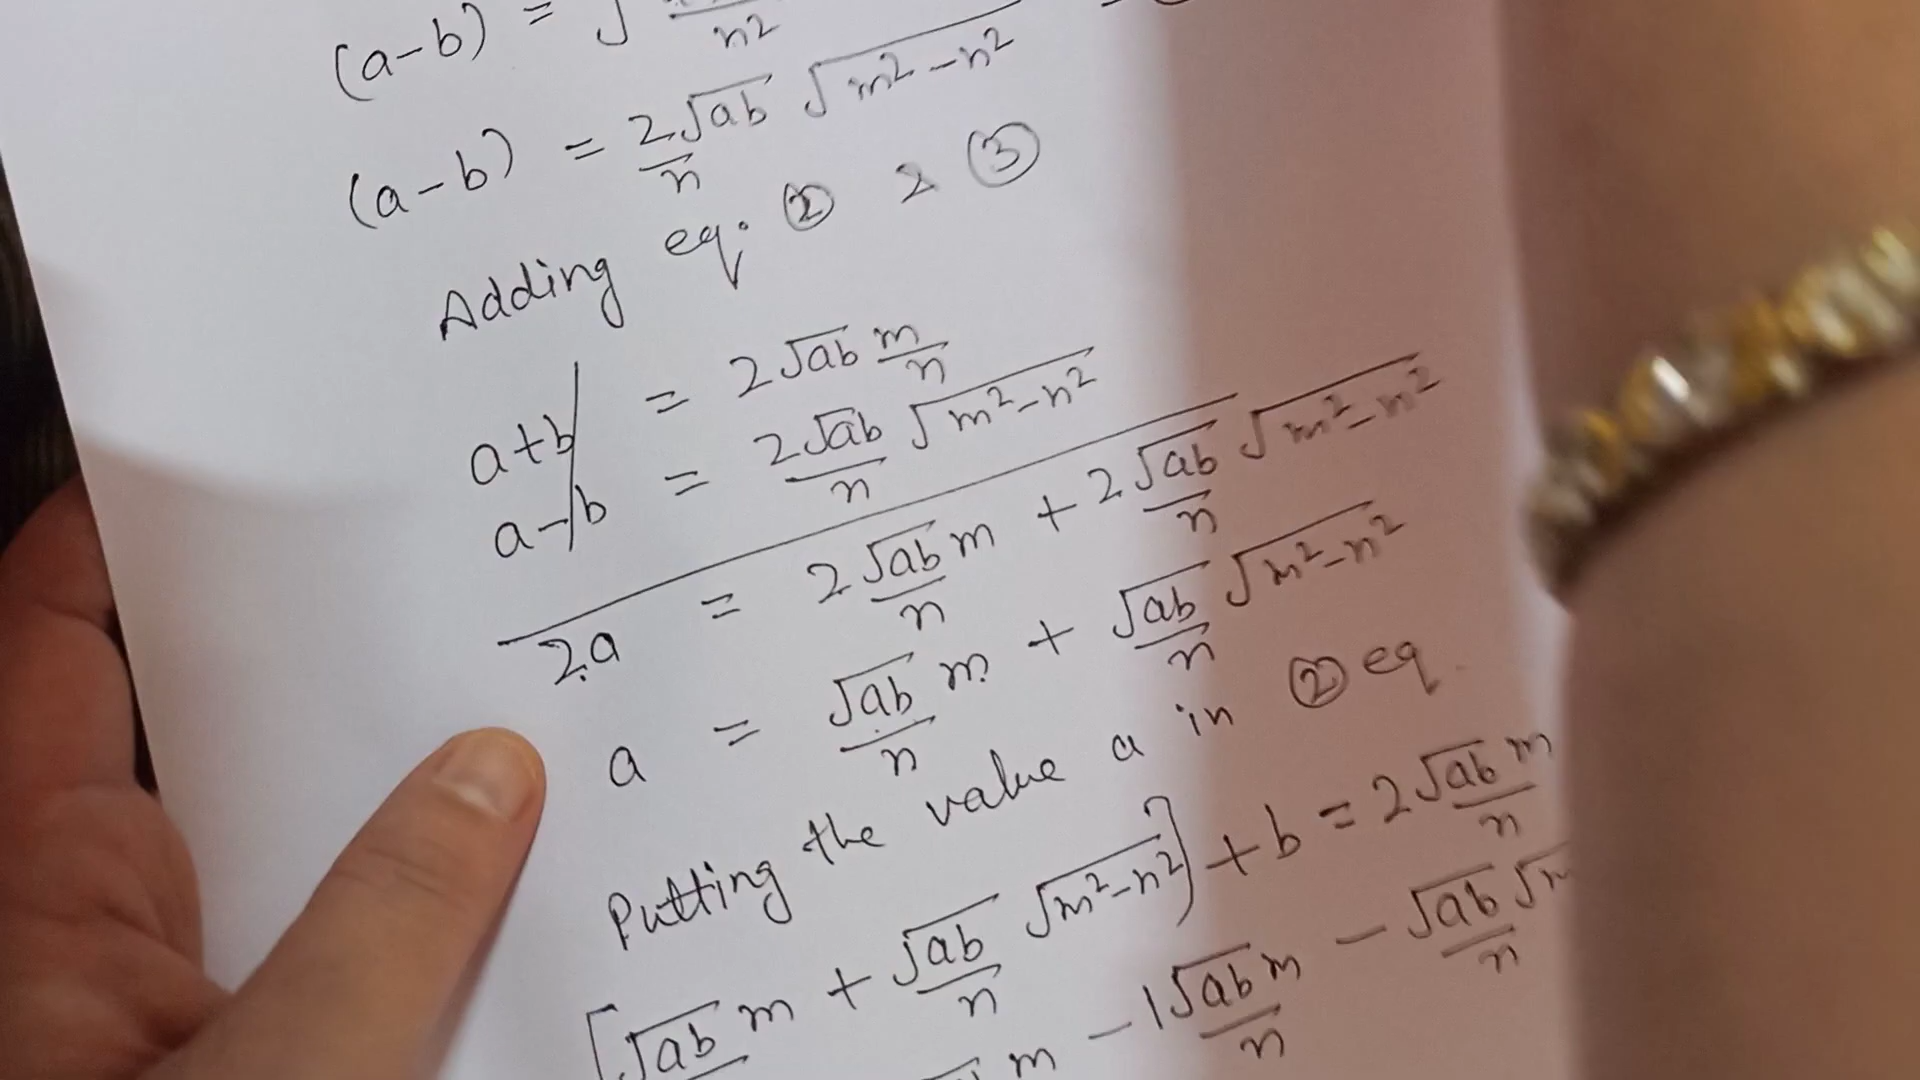 (a-b) = √ n2
(a-b) = 2√ab/n √m²-n²
Adding eq. ② & ③
a+b = 2√ab m/n
a-b = 2√ab/n √m²-n²
2a = 2√ab/n m + 2√ab/n √m²-n²
a = √ab/n m + √ab/n √m²-n²
Putting the value a in ② eq.
[√ab m + √ab/n √m²-n²] + b = 2√ab/n m
m - 1√ab/n m - √ab/n √m